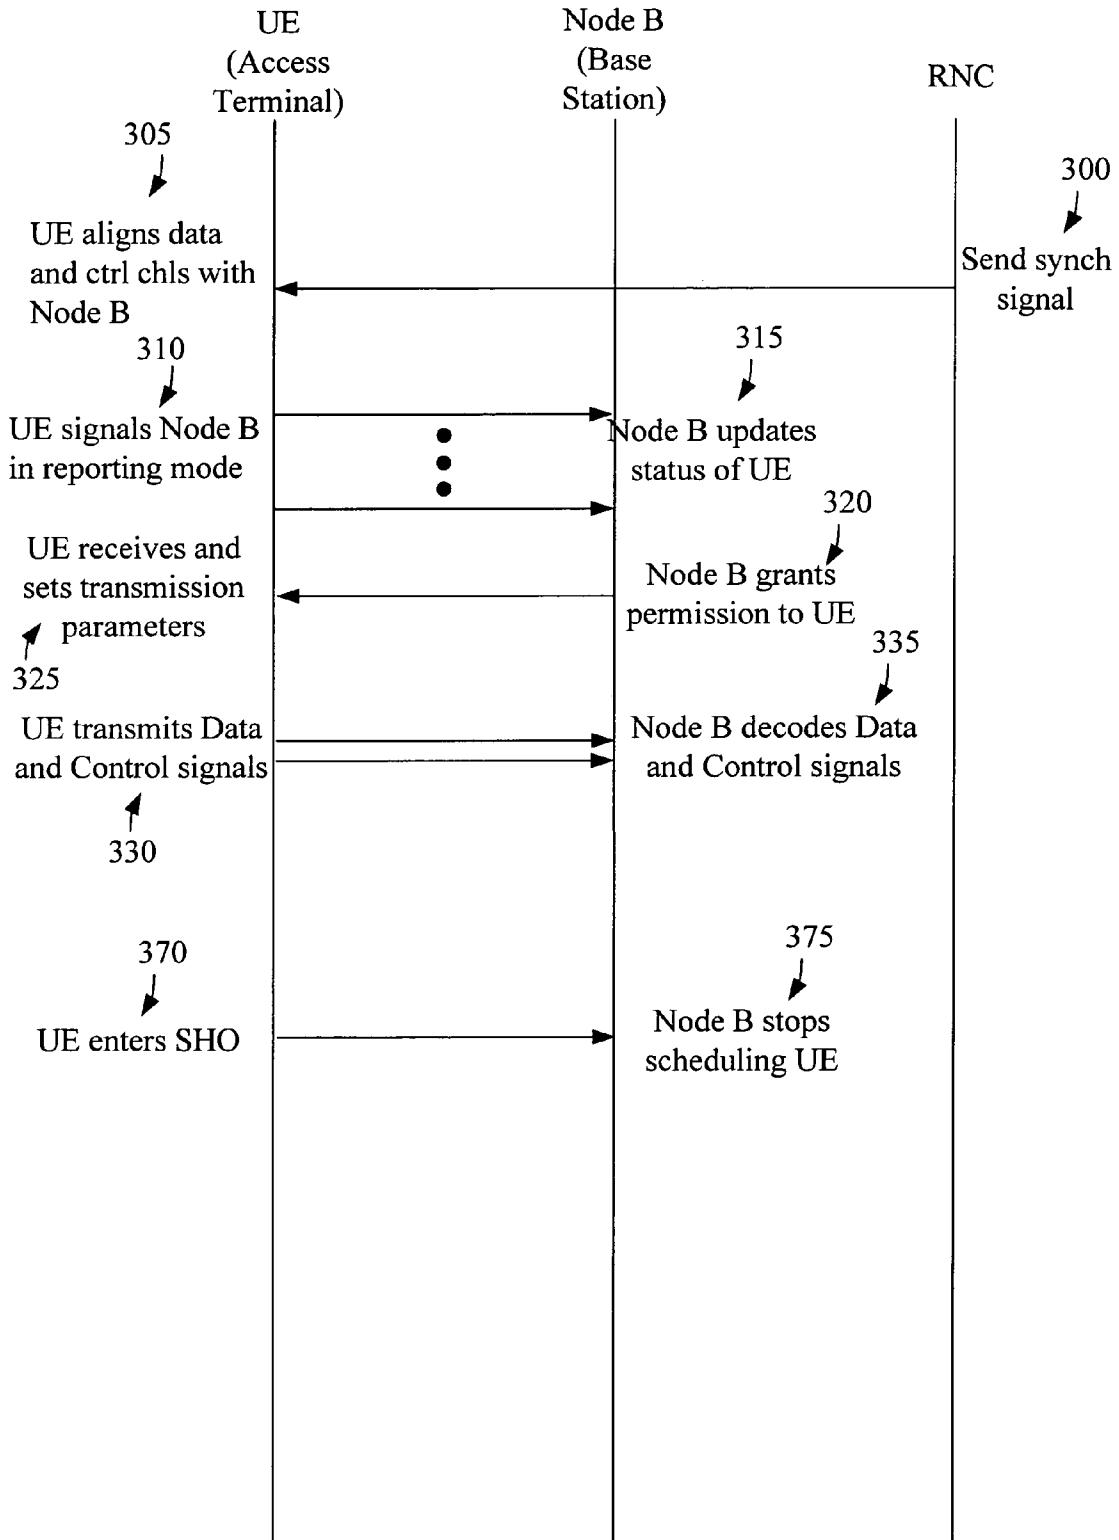 UE
(Access
Terminal)
Node B
(Base
Station)
RNC
305
300
UE aligns data
and ctrl chls with
Node B
Send synch
signal
310
315
UE signals Node B
in reporting mode
Node B updates
status of UE
320
UE receives and
sets transmission
parameters
Node B grants
permission to UE
325
335
UE transmits Data
and Control signals
Node B decodes Data
and Control signals
330
370
375
UE enters SHO
Node B stops
scheduling UE